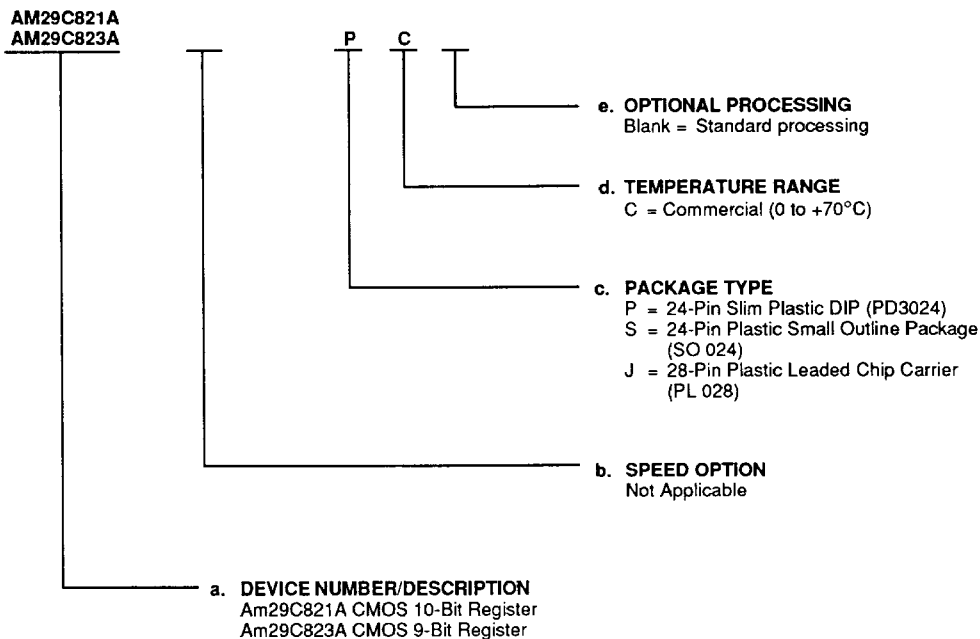 AM29C821A
AM29C823A
P C
e. OPTIONAL PROCESSING
Blank = Standard processing
d. TEMPERATURE RANGE
C = Commercial (0 to +70°C)
c. PACKAGE TYPE
P = 24-Pin Slim Plastic DIP (PD3024)
S = 24-Pin Plastic Small Outline Package
(SO 024)
J = 28-Pin Plastic Leaded Chip Carrier
(PL 028)
b. SPEED OPTION
Not Applicable
a. DEVICE NUMBER/DESCRIPTION
Am29C821A CMOS 10-Bit Register
Am29C823A CMOS 9-Bit Register